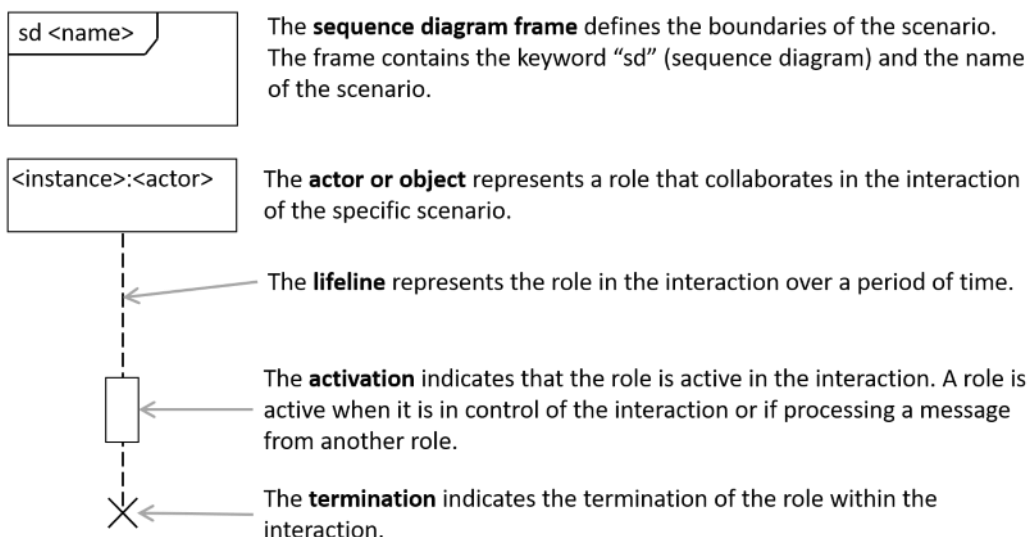 sd <name>
The sequence diagram frame defines the boundaries of the scenario.
The frame contains the keyword “sd” (sequence diagram) and the name
of the scenario.
<instance>:<actor>
The actor or object represents a role that collaborates in the interaction
of the specific scenario.
The lifeline represents the role in the interaction over a period of time.
The activation indicates that the role is active in the interaction. A role is
active when it is in control of the interaction or if processing a message
from another role.
The termination indicates the termination of the role within the
interaction.